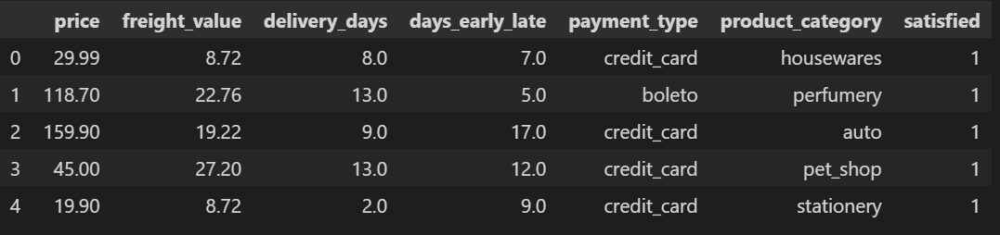 price freight_value delivery_days days_early_late payment_type product_category satisfied
0 29.99 8.72 8.0 7.0 credit_card housewares 1
1 118.70 22.76 13.0 5.0 boleto perfumery 1
2 159.90 19.22 9.0 17.0 credit_card auto 1
3 45.00 27.20 13.0 12.0 credit_card pet_shop 1
4 19.90 8.72 2.0 9.0 credit_card stationery 1